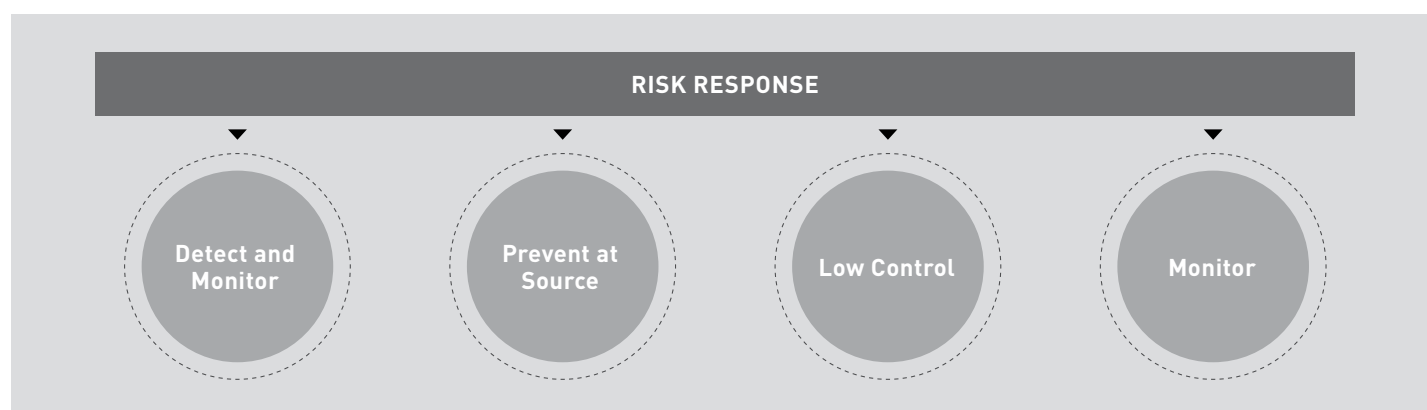 RISK RESPONSE
Detect and
Monitor
Prevent at
Source
Low Control
Monitor